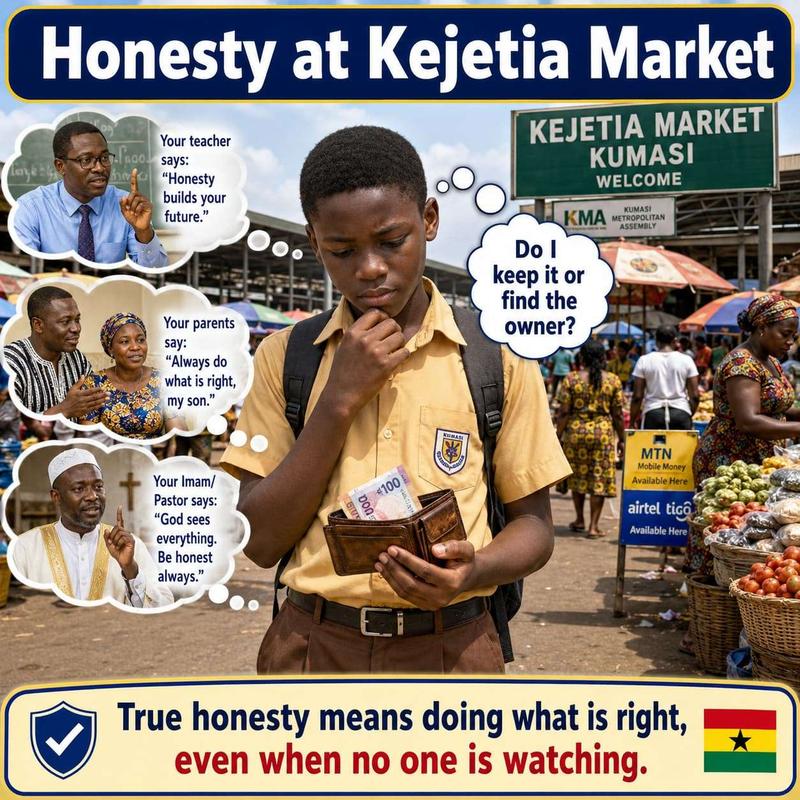 Honesty at Kejetia Market
Your teacher
says:
"Honesty
builds your
future."
Your parents
say:
"Always do
what is right,
my son."
Your Imam/
Pastor says:
"God sees
everything.
Be honest
always."
KEJETIA MARKET
KUMASI
WELCOME
KMA
KUMASI
METROPOLITAN
ASSEMBLY
Do I
keep it or
find the
owner?
KUMASI
100
MTN
Mobile Money
Available Here
airtel tigo
Available Here
True honesty means doing what is right,
even when no one is watching.